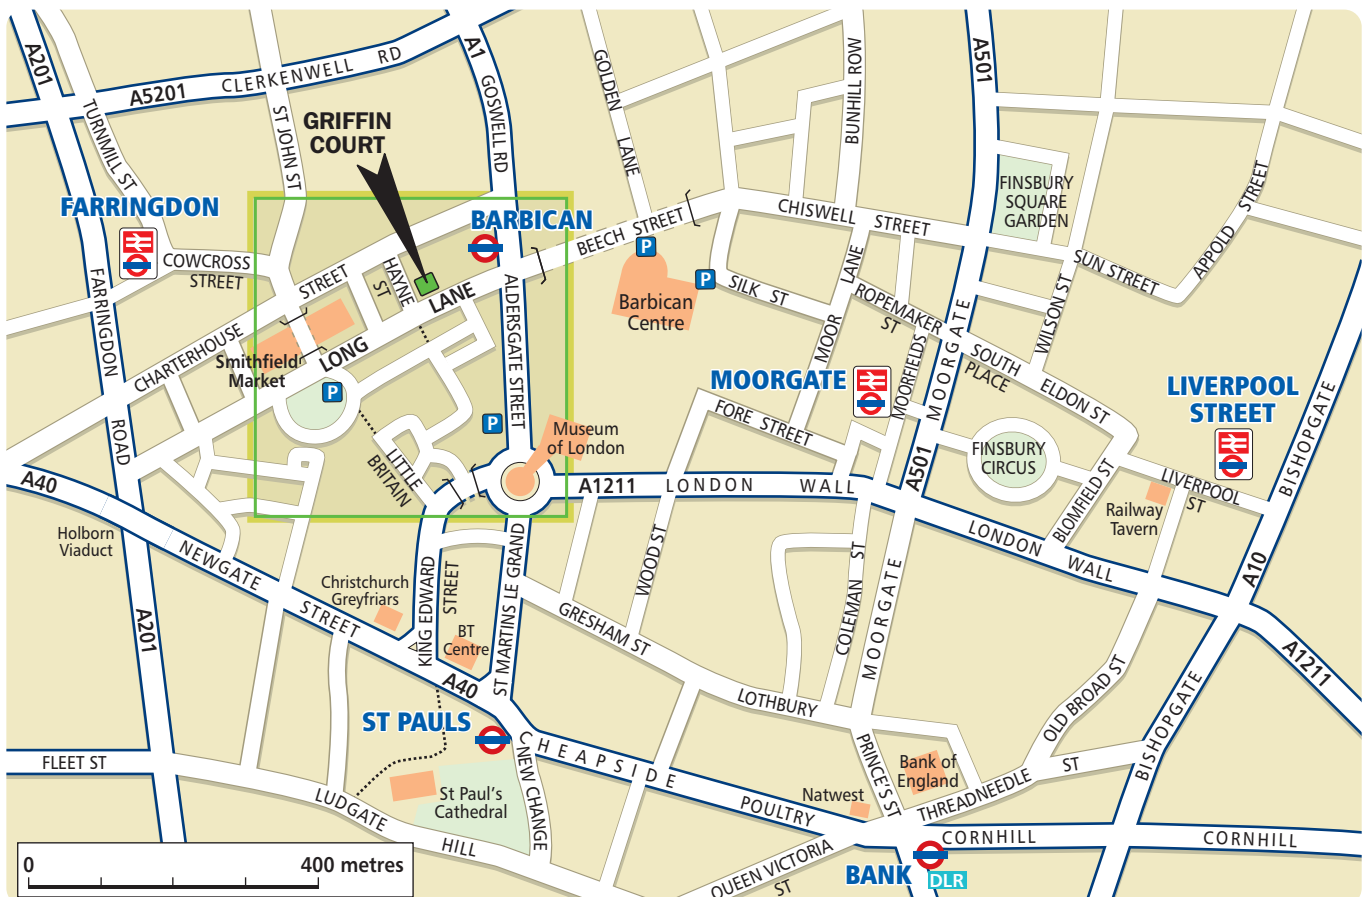 A201
A5201
CLERKENWELL RD
A1
GOSWELL RD
GOLDEN LANE
BUNHILL ROW
A501
TURNMILL ST
ST JOHN ST
GRIFFIN
COURT
FINSBURY
SQUARE
GARDEN
APPOLD STREET
FARRINGDON
BARBICAN
BEECH STREET
CHISWELL STREET
COWCROSS
STREET
HAYNE
ST
P
P
SUN STREET
FARRINGDON ROAD
CHARTERHOUSE STREET
LONG LANE
ALDERSGATE STREET
Barbican
Centre
SILK ST
MOOR LANE
ROPEMAKER
ST
WILSON ST
Smithfield
Market
P
P
MOORGATE
MOORFIELDS
MOORGATE
SOUTH
PLACE
ELDON ST
LIVERPOOL
STREET
BISHOPGATE
FORE STREET
Museum
of London
LITTLE
BRITAIN
FINSBURY
CIRCUS
A40
A1211
LONDON WALL
A501
BLOMFIELD ST
LIVERPOOL
ST
Railway
Tavern
Holborn
Viaduct
NEWGATE STREET
Christchurch
Greyfriars
KING EDWARD
STREET
ST MARTINS LE GRAND
WOOD ST
COLEMAN ST
MOORGATE
LONDON WALL
A10
A201
BT
Centre
GRESHAM ST
A1211
A40
LOTHBURY
OLD BROAD ST
BISHOPGATE
ST PAULS
FLEET ST
CHEAPSIDE
NEW CHANGE
PRINCE'S ST
Bank of
England
THREADNEEDLE ST
St Paul's
Cathedral
LUDGATE HILL
POULTRY
Natwest
CORNHILL
CORNHILL
QUEEN VICTORIA
ST
BANK
DLR
0
400 metres